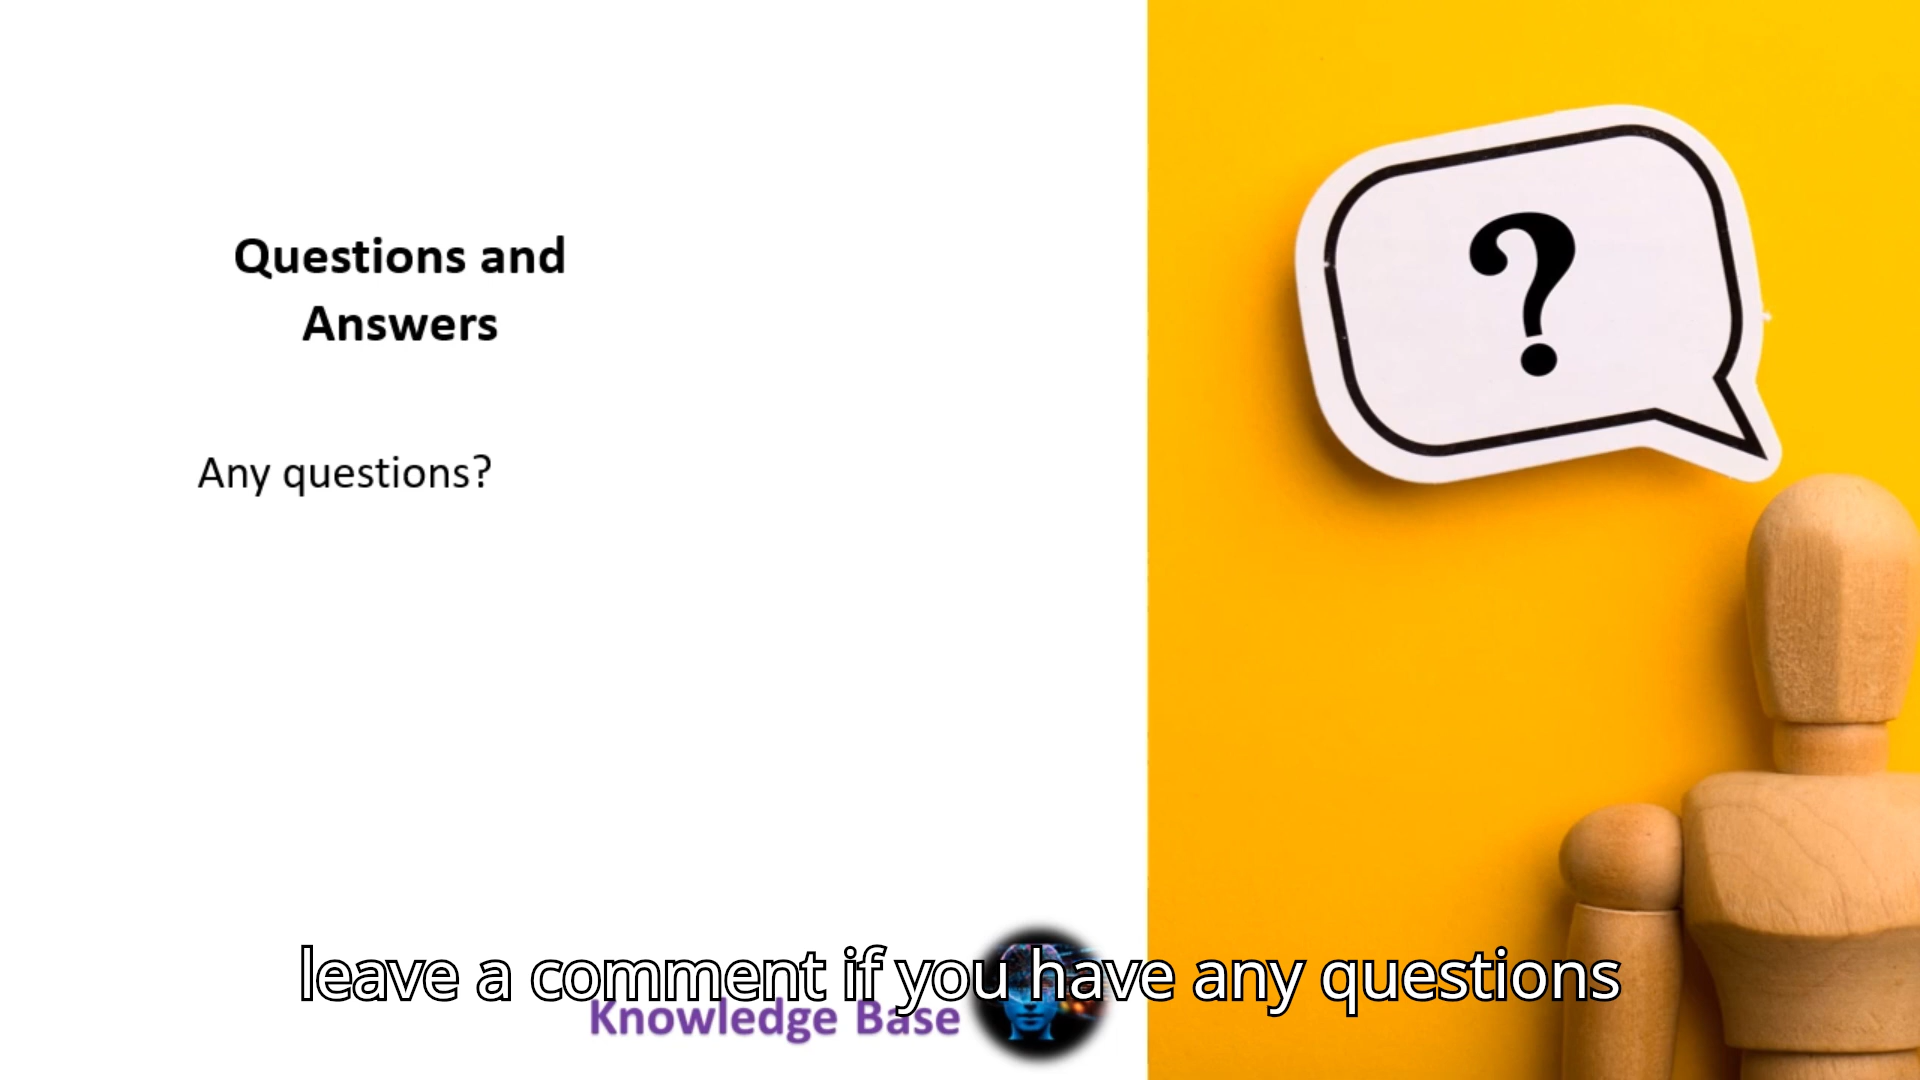 Questions and
Answers
Any questions?
?
leave a comment if you have any questions
Knowledge Base